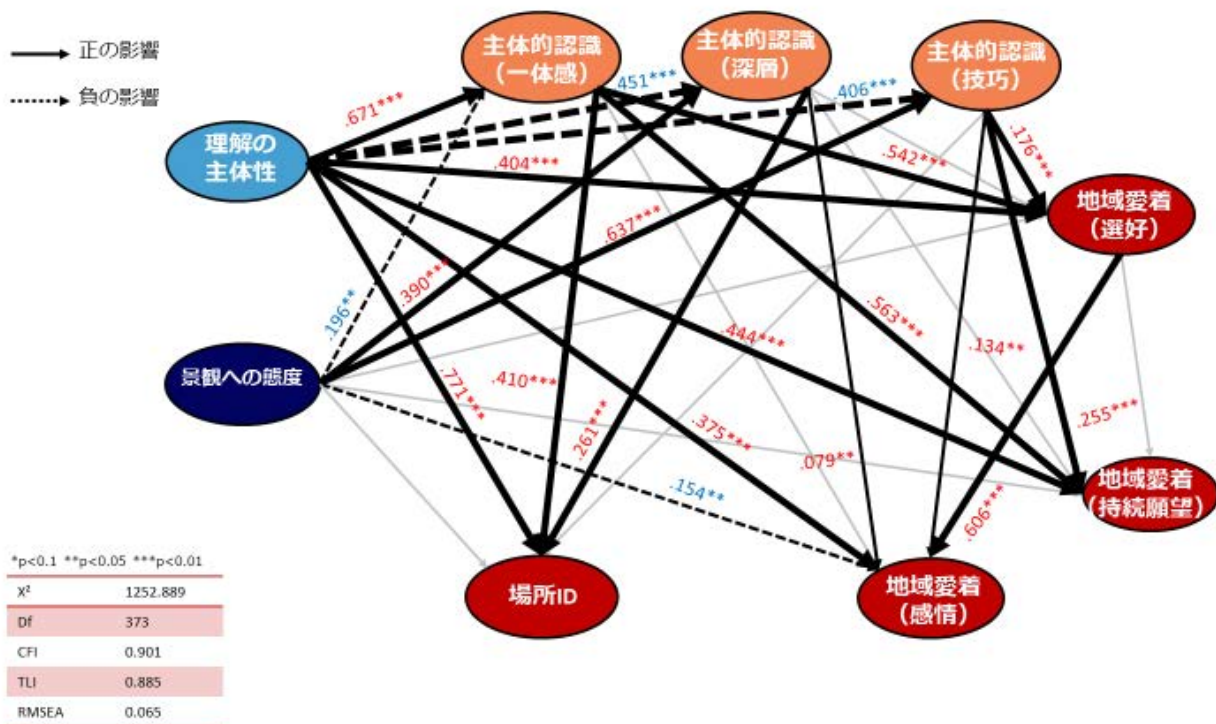 正の影響
負の影響
主体的認識
(一体感)
主体的認識
(深層)
主体的認識
(技巧)
理解の
主体性
景観への態度
地域愛着
(選好)
地域愛着
(持続願望)
地域愛着
(感情)
場所ID
.671***
.451***
.406***
.404***
.542***
.176***
.637***
.390***
.196**
.563***
.444***
.134**
.771***
.410***
.261***
.375***
.079**
.255***
.154**
.606***
*p<0.1 **p<0.05 ***p<0.01
X² 1252.889
Df 373
CFI 0.901
TLI 0.885
RMSEA 0.065